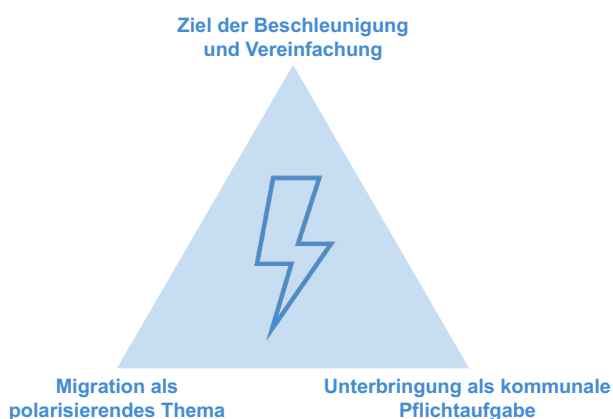 Ziel der Beschleunigung
und Vereinfachung
Migration als
polarisierendes Thema
Unterbringung als kommunale
Pflichtaufgabe